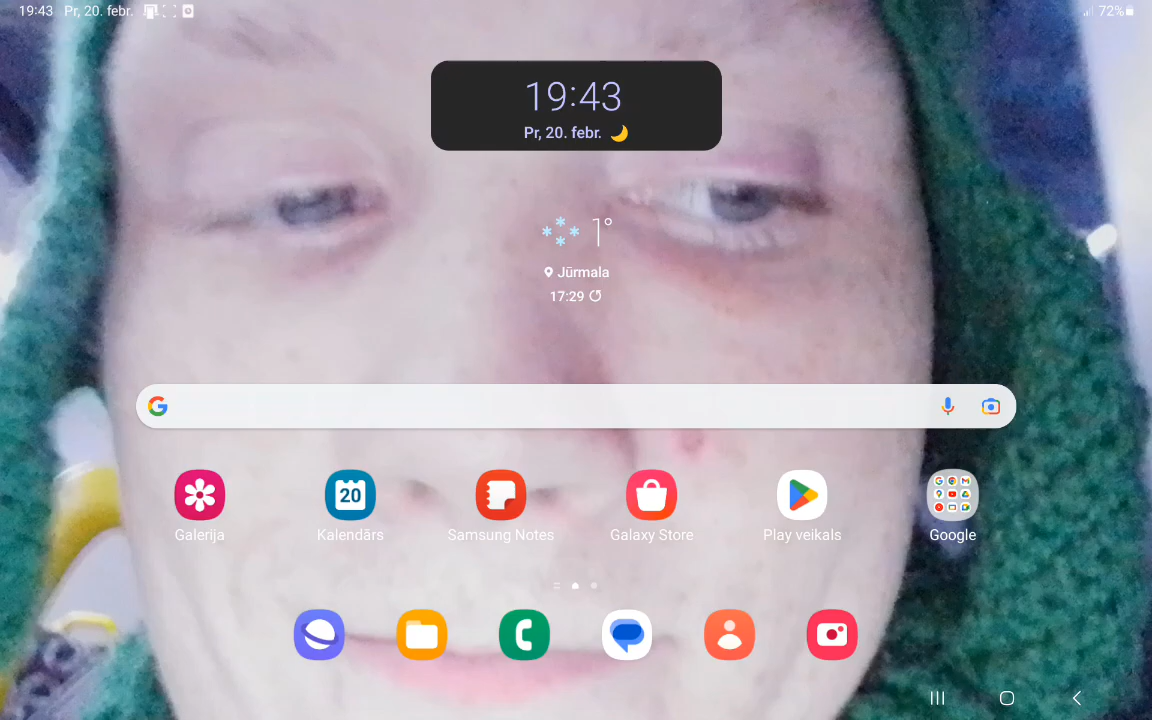 19:43 Pr, 20. febr.
72%
19:43
Pr, 20. febr.
1°
Jūrmala
17:29
20
Galerija
Kalendārs
Samsung Notes
Galaxy Store
Play veikals
Google